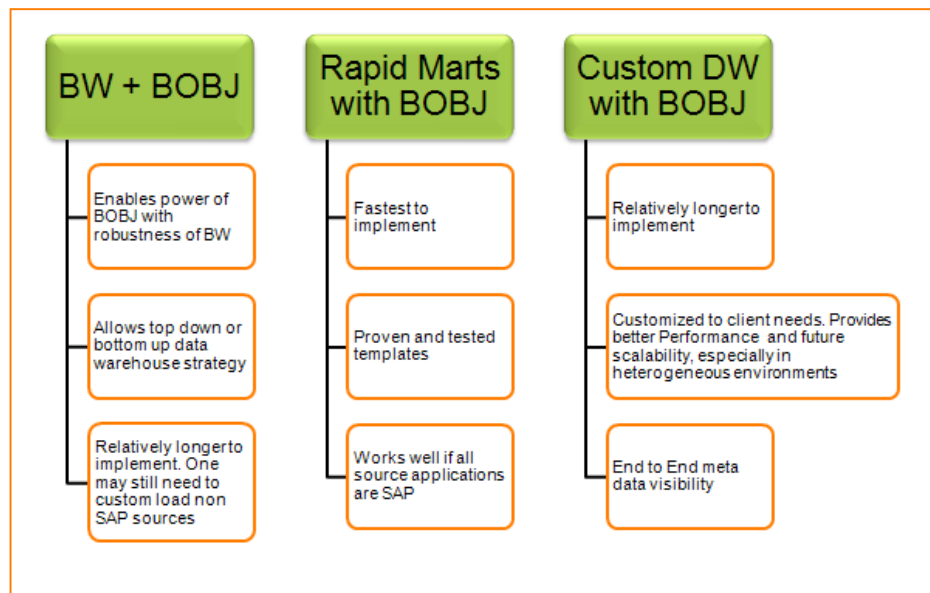 BW + BOBJ
Enables power of
BOBJ with
robustness of BW
Allows top down or
bottom up data
warehouse strategy
Relatively longer to
implement. One
may still need to
custom load non
SAP sources
Rapid Marts
with BOBJ
Fastest to
implement
Proven and tested
templates
Works well if all
source applications
are SAP
Custom DW
with BOBJ
Relatively longer to
implement
Customized to client needs. Provides
better Performance and future
scalability, especially in
heterogeneous environments
End to End meta
data visibility